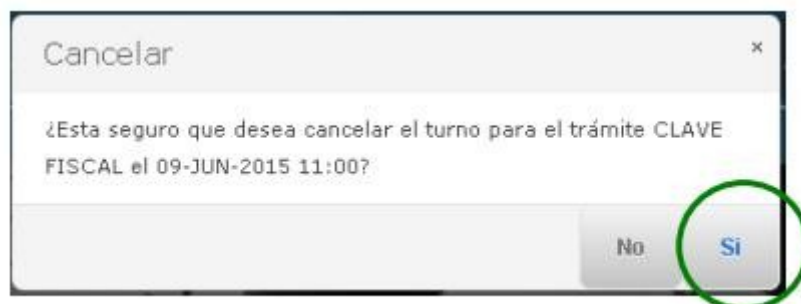 Cancelar
×
¿Esta seguro que desea cancelar el turno para el trámite CLAVE
FISCAL el 09-JUN-2015 11:00?
No
Si